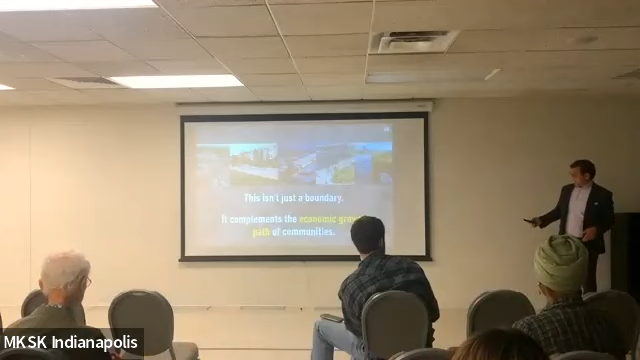 This isn't just a boundary.
It complements the economic growth
path of communities.
MKSK Indianapolis